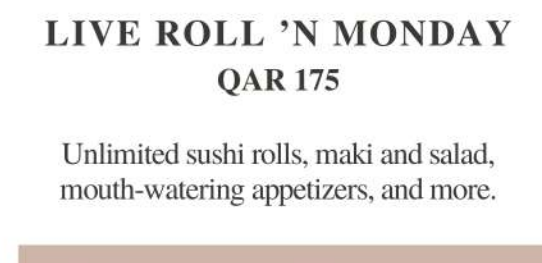 LIVE ROLL ’N MONDAY
QAR 175
Unlimited sushi rolls, maki and salad,
mouth-watering appetizers, and more.